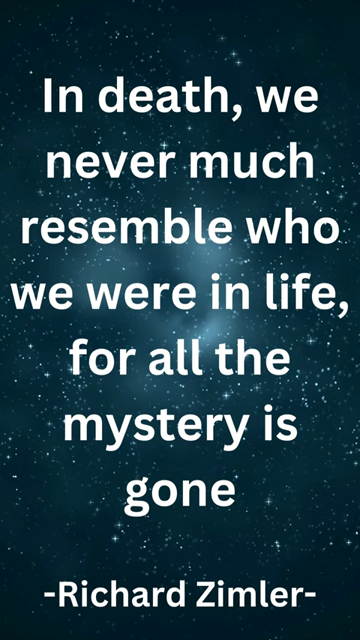 In death, we
never much
resemble who
we were in life,
for all the
mystery is
gone
-Richard Zimler-